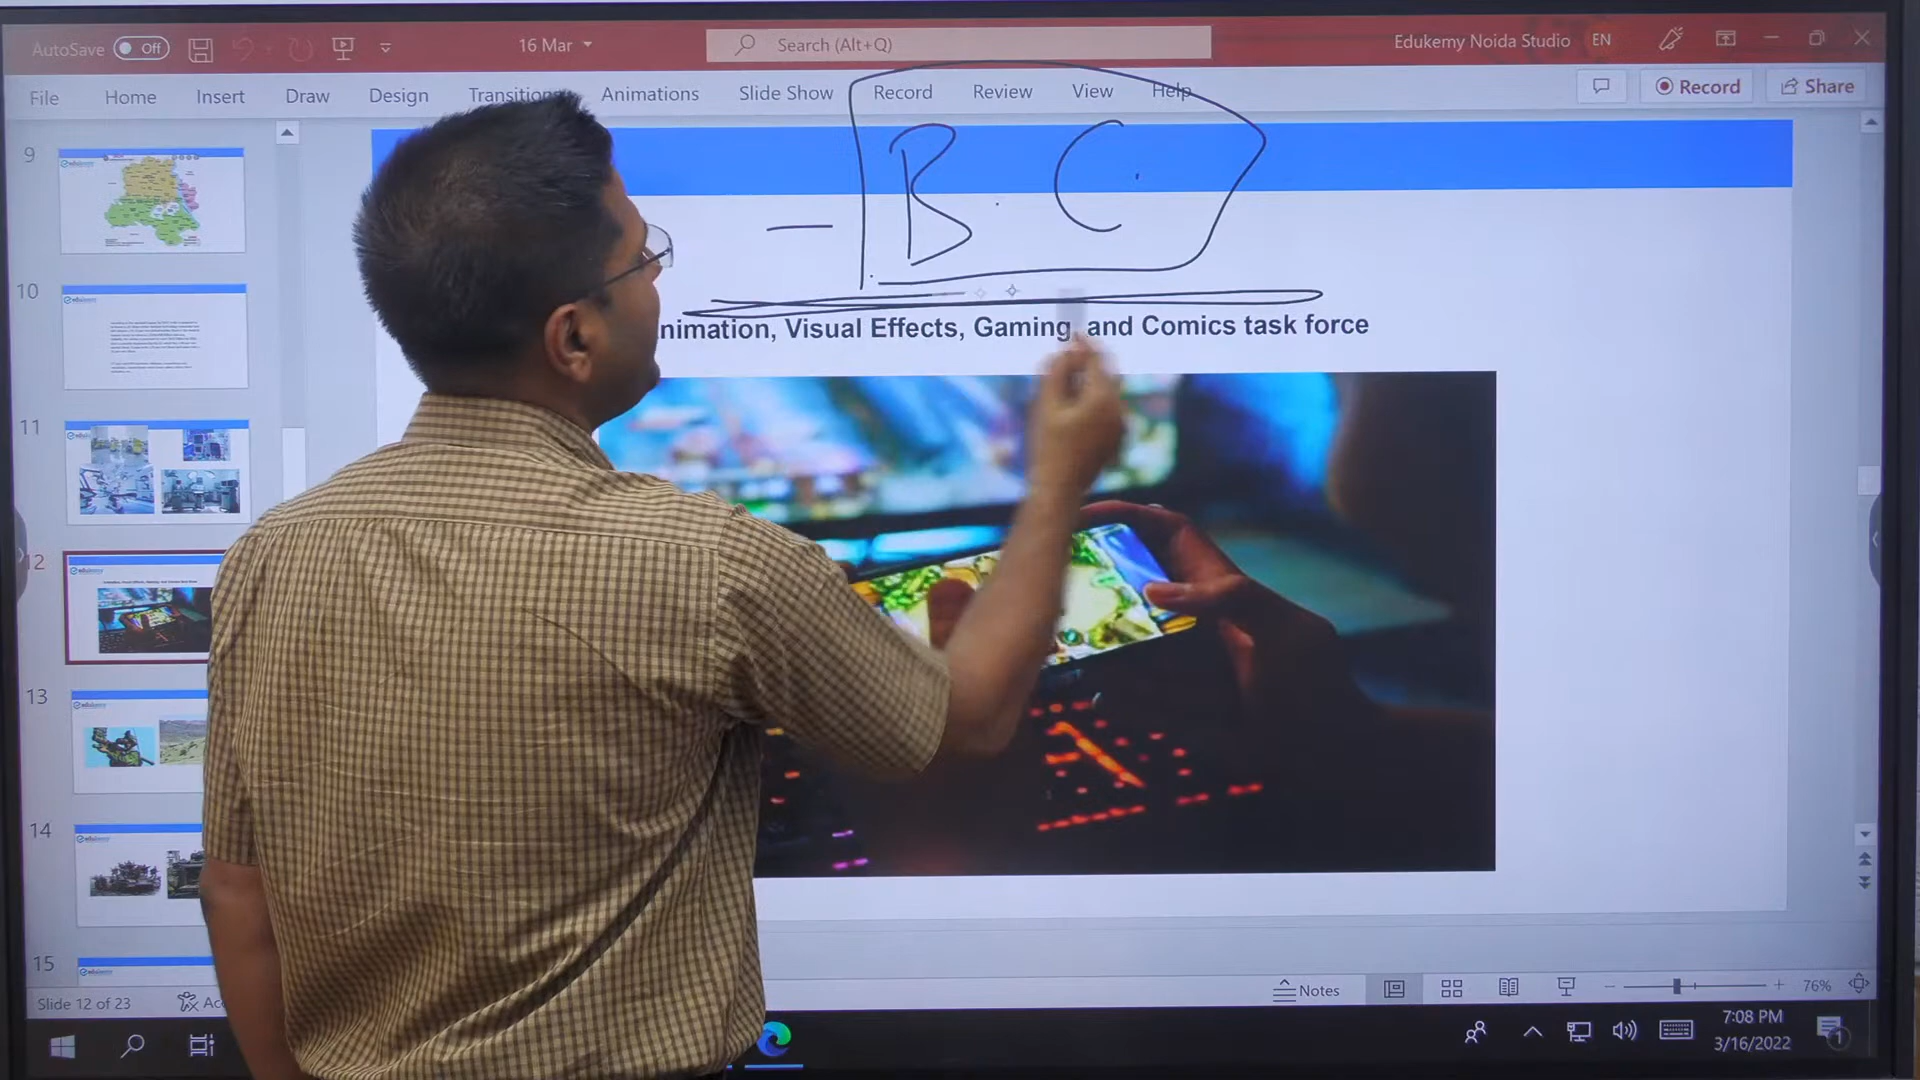 AutoSave Off
16 Mar
Search (Alt+Q)
Edukemy Noida Studio EN
File Home Insert Draw Design Transitions Animations Slide Show Record Review View Help
Record Share
B. C.
nimation, Visual Effects, Gaming, and Comics task force
9
10
11
12
13
14
15
Slide 12 of 23
Notes
76%
7:08 PM
3/16/2022
1